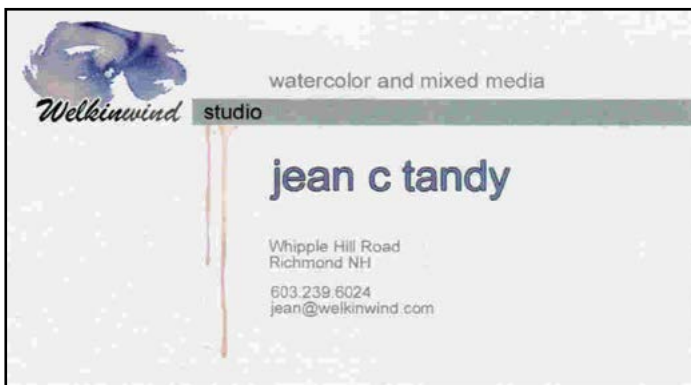 watercolor and mixed media
Welkinwind studio
jean c tandy
Whipple Hill Road
Richmond NH
603.239.6024
jean@welkinwind.com